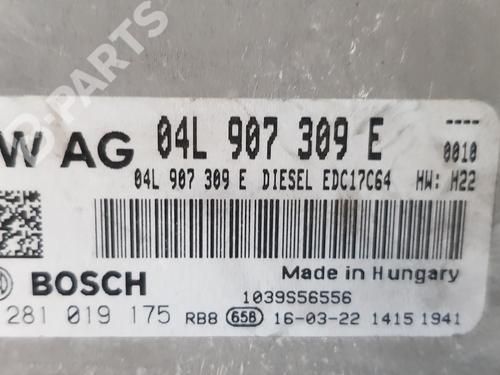 B-PARTS
W AG 04L 907 309 E ----
0010
04L 907 309 E DIESEL EDC17C64 HW: H22
BOSCH
Made in Hungary
1039S56556
281 019 175 RB8 658 16-03-22 1415 1941